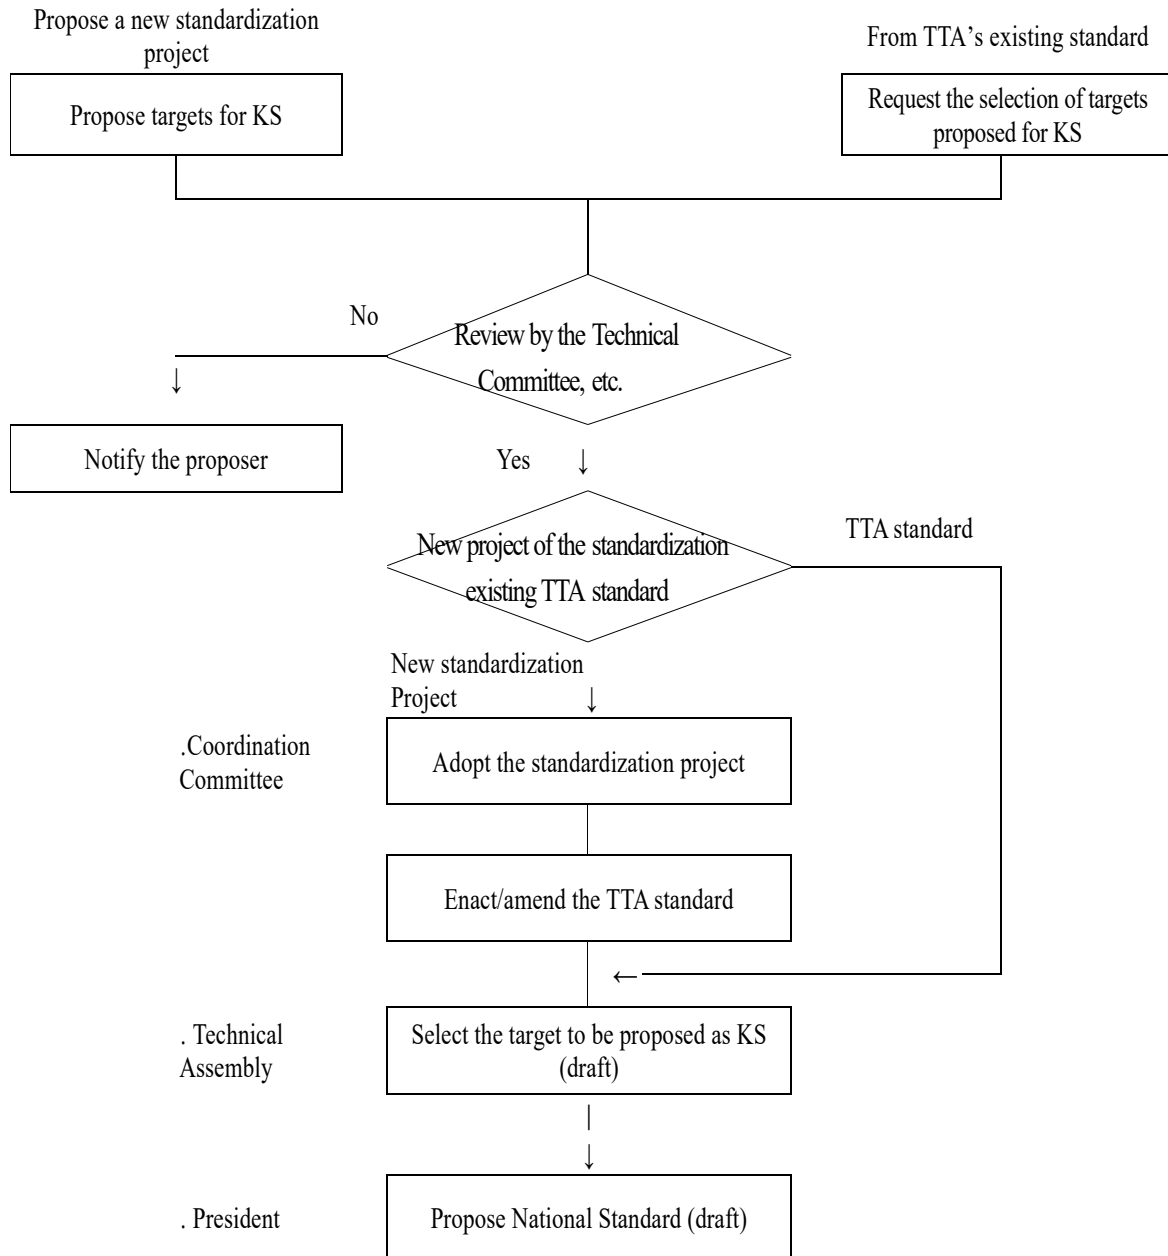 Propose a new standardization
project
From TTA’s existing standard
Propose targets for KS
Request the selection of targets
proposed for KS
No
Review by the Technical
Committee, etc.
↓
Notify the proposer
Yes ↓
New project of the standardization
existing TTA standard
TTA standard
New standardization
Project ↓
.Coordination
Committee
Adopt the standardization project
Enact/amend the TTA standard
←
. Technical
Assembly
Select the target to be proposed as KS
(draft)
|
↓
. President
Propose National Standard (draft)